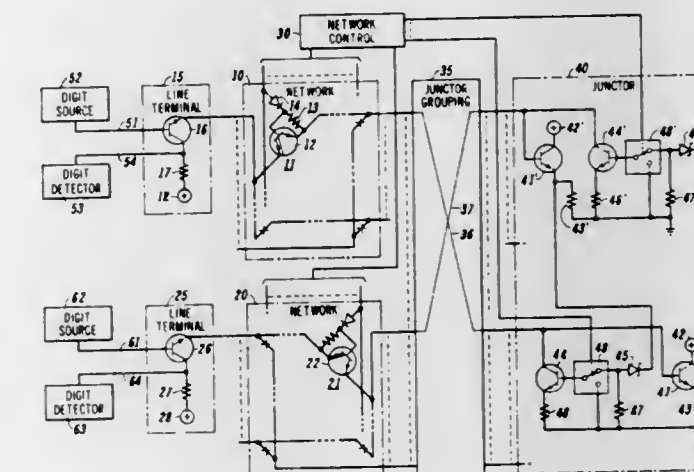 30
NETWORK
CONTROL
52
DIGIT
SOURCE
51
15
LINE
TERMINAL
16
10
NETWORK
14
13
12
11
35
JUNCTOR
GROUPING
40
JUNCTOR
42'
44'
48'
41'
54
17
18
DIGIT
DETECTOR
53
37
36
43'
46'
47
62
DIGIT
SOURCE
61
25
LINE
TERMINAL
26
20
NETWORK
22
21
64
27
28
DIGIT
DETECTOR
63
44
48
45
42
46
47
41
43